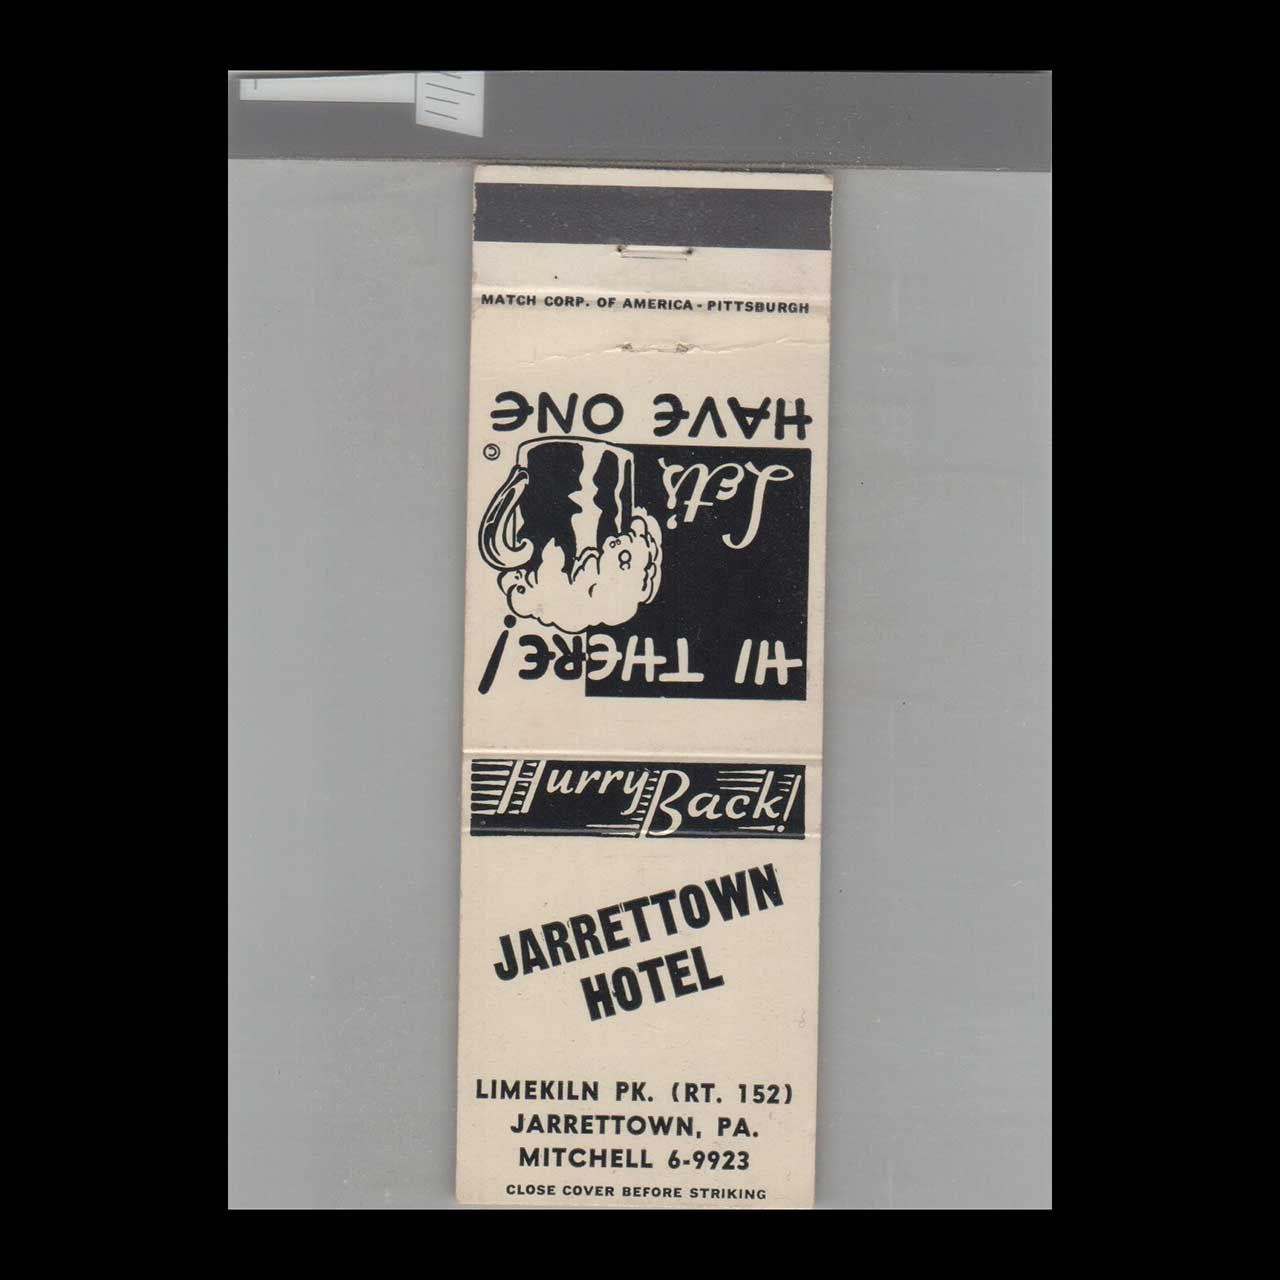 MATCH CORP. OF AMERICA - PITTSBURGH
HI THERE!
Let's
HAVE ONE
©
Hurry Back!
JARRETTOWN
HOTEL
LIMEKILN PK. (RT. 152)
JARRETTOWN, PA.
MITCHELL 6-9923
CLOSE COVER BEFORE STRIKING